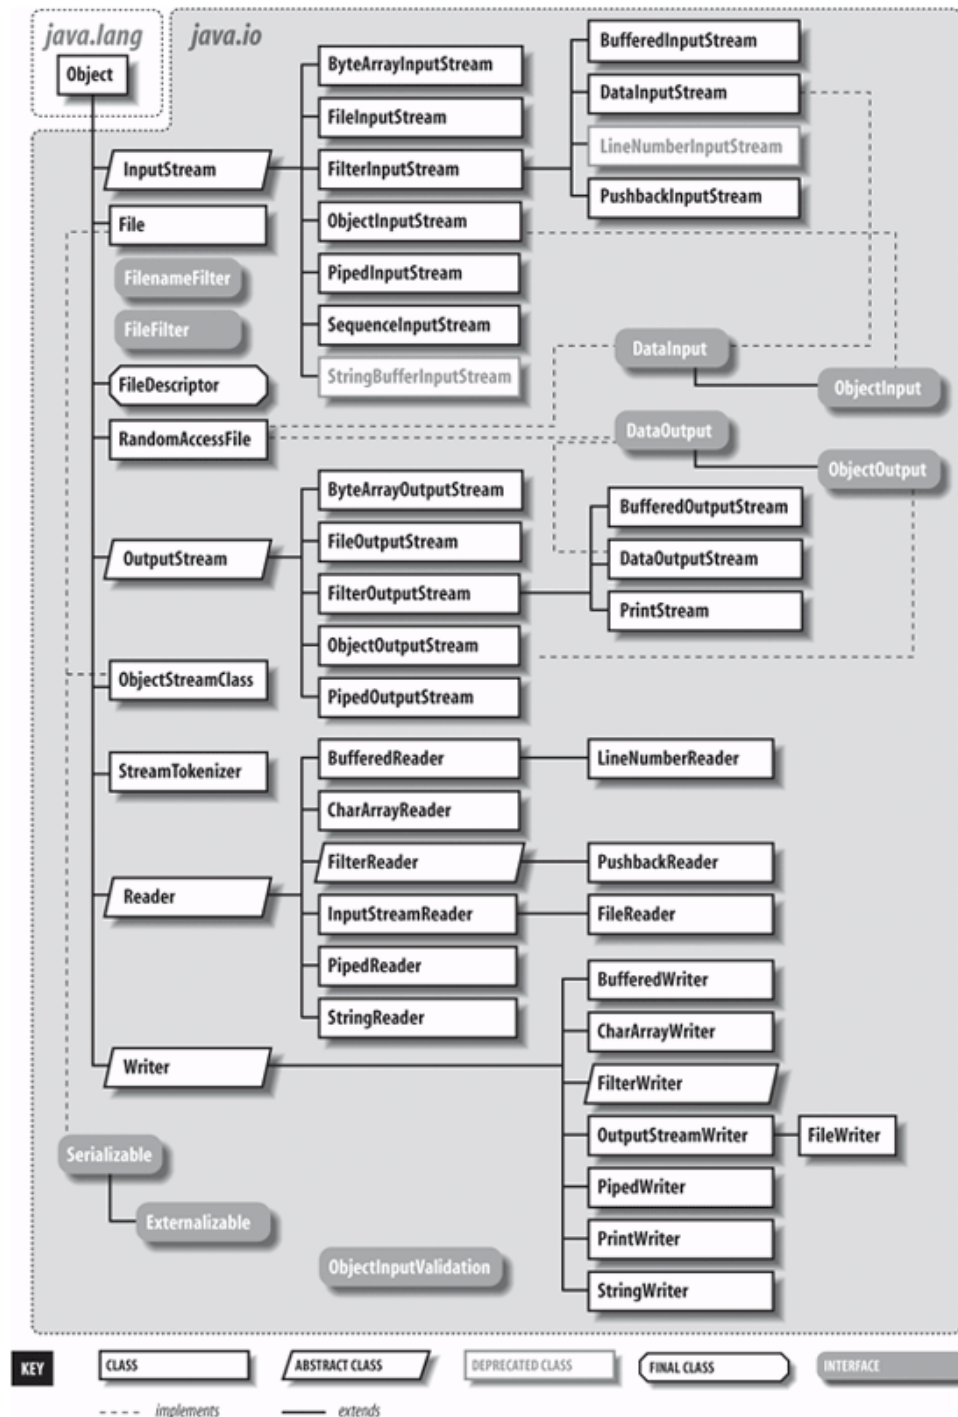 java.lang
java.io
Object
InputStream
File
FilenameFilter
FileFilter
FileDescriptor
RandomAccessFile
OutputStream
ObjectStreamClass
StreamTokenizer
Reader
Writer
Serializable
Externalizable
ByteArrayInputStream
FileInputStream
FilterInputStream
ObjectInputStream
PipedInputStream
SequenceInputStream
StringBufferInputStream
BufferedInputStream
DataInputStream
LineNumberInputStream
PushbackInputStream
DataInput
ObjectInput
DataOutput
ObjectOutput
ByteArrayOutputStream
FileOutputStream
FilterOutputStream
ObjectOutputStream
PipedOutputStream
BufferedOutputStream
DataOutputStream
PrintStream
BufferedReader
CharArrayReader
FilterReader
InputStreamReader
PipedReader
StringReader
LineNumberReader
PushbackReader
FileReader
BufferedWriter
CharArrayWriter
FilterWriter
OutputStreamWriter
FileWriter
PipedWriter
PrintWriter
StringWriter
ObjectInputValidation
KEY
CLASS
ABSTRACT CLASS
DEPRECATED CLASS
FINAL CLASS
INTERFACE
implements
extends